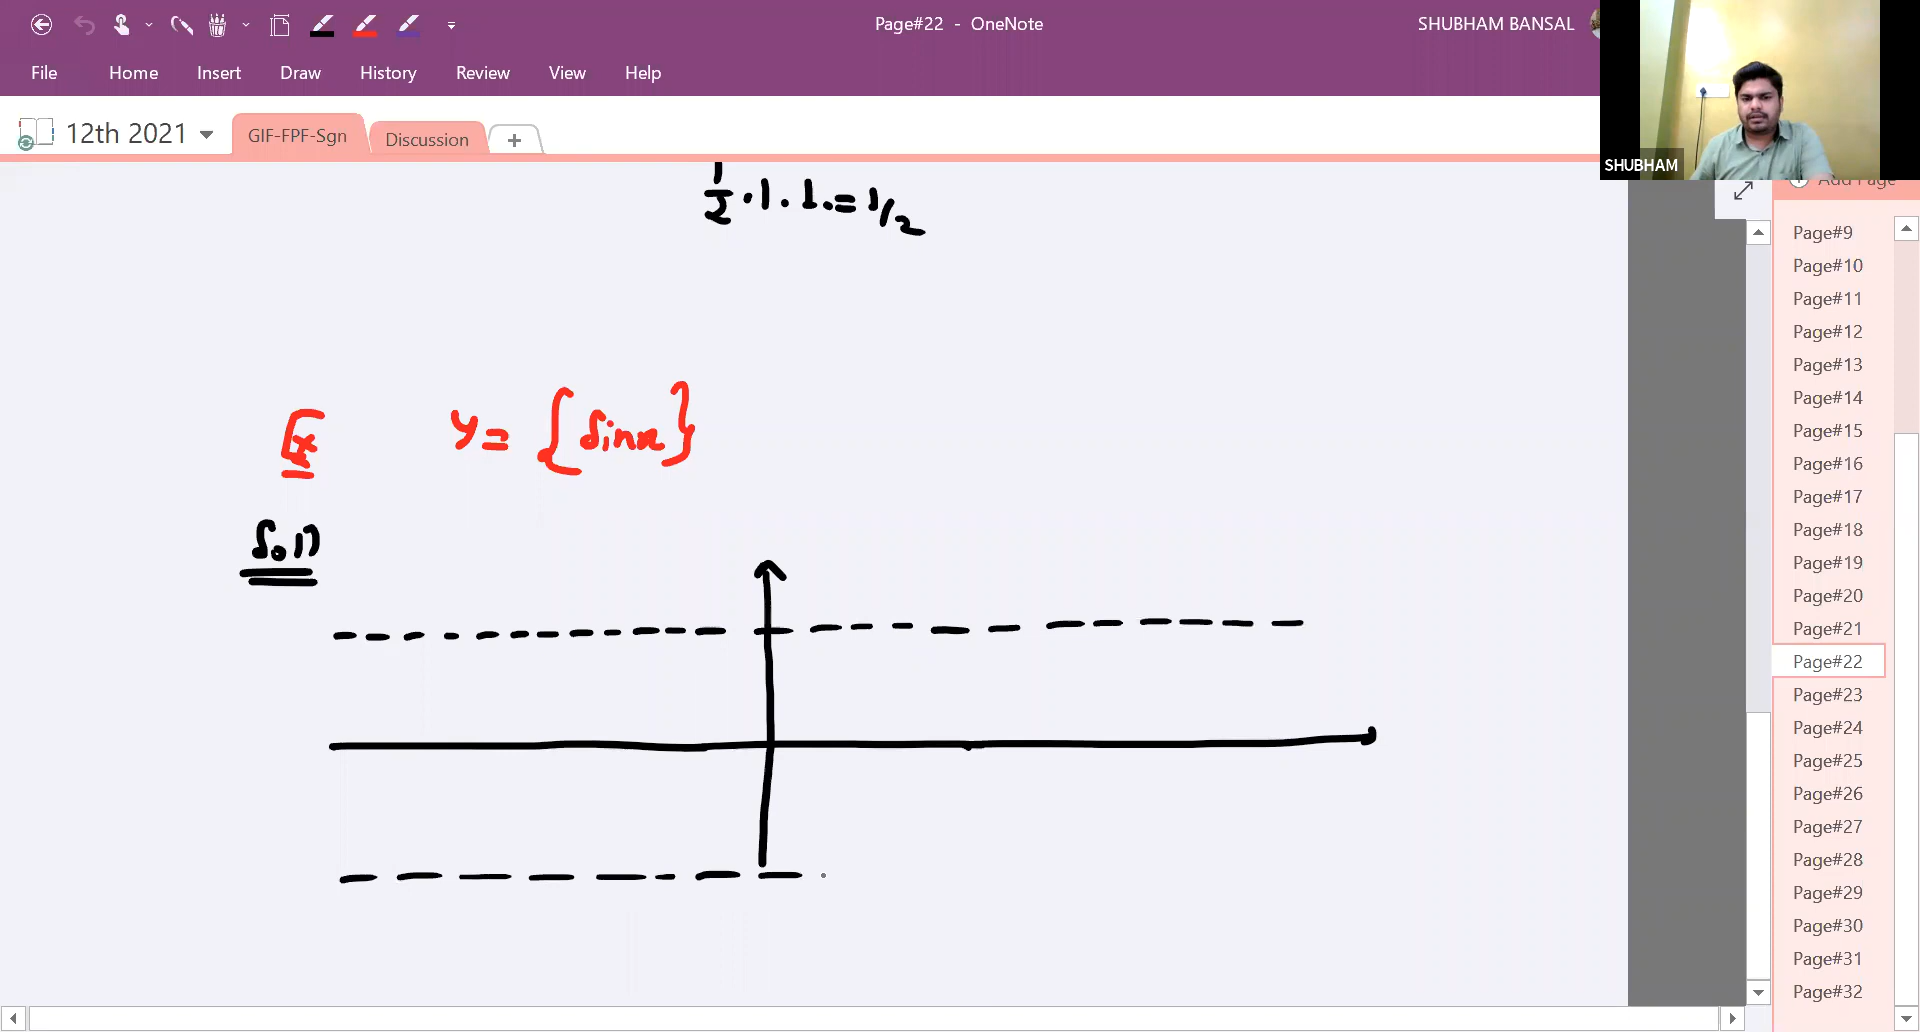 Page#22 - OneNote
SHUBHAM BANSAL
File Home Insert Draw History Review View Help
12th 2021
GIF-FPF-Sgn
Discussion
+
SHUBHAM
Add Page
1/2 · 1 · 1. = 1/2
Ex y = {sinx}
Soln
Page#9
Page#10
Page#11
Page#12
Page#13
Page#14
Page#15
Page#16
Page#17
Page#18
Page#19
Page#20
Page#21
Page#22
Page#23
Page#24
Page#25
Page#26
Page#27
Page#28
Page#29
Page#30
Page#31
Page#32